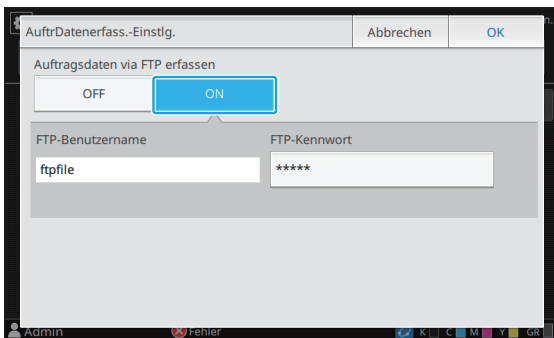 AuftrDatenerfass.-Einstlg.
Abbrechen
OK
Auftragsdaten via FTP erfassen
OFF
ON
FTP-Benutzername
FTP-Kennwort
ftpfile
*****
Admin
Fehler
K C M Y GR